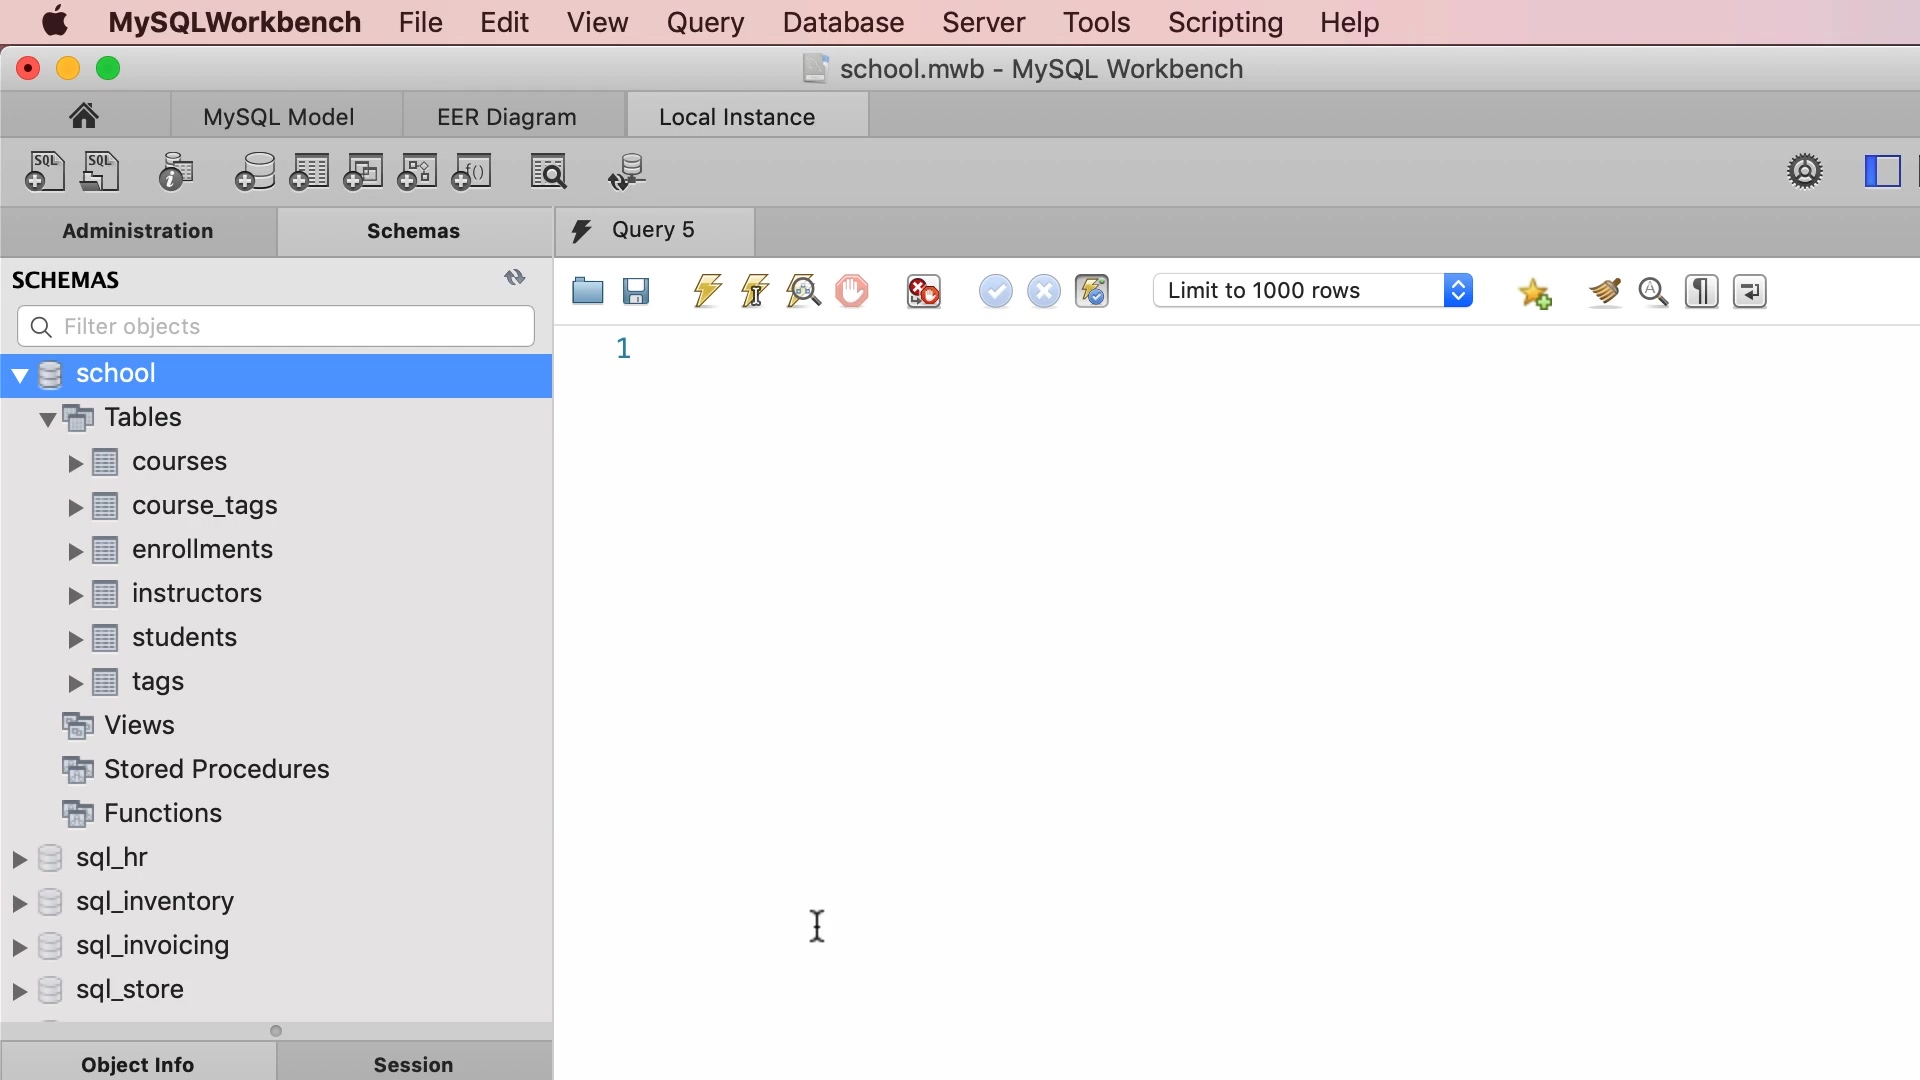 MySQLWorkbench File Edit View Query Database Server Tools Scripting Help
school.mwb - MySQL Workbench
MySQL Model EER Diagram Local Instance
SQL SQL f()
Administration Schemas Query 5
SCHEMAS
Limit to 1000 rows
Filter objects
1
school
Tables
courses
course_tags
enrollments
instructors
students
tags
Views
Stored Procedures
Functions
sql_hr
sql_inventory
sql_invoicing
sql_store
Object Info Session